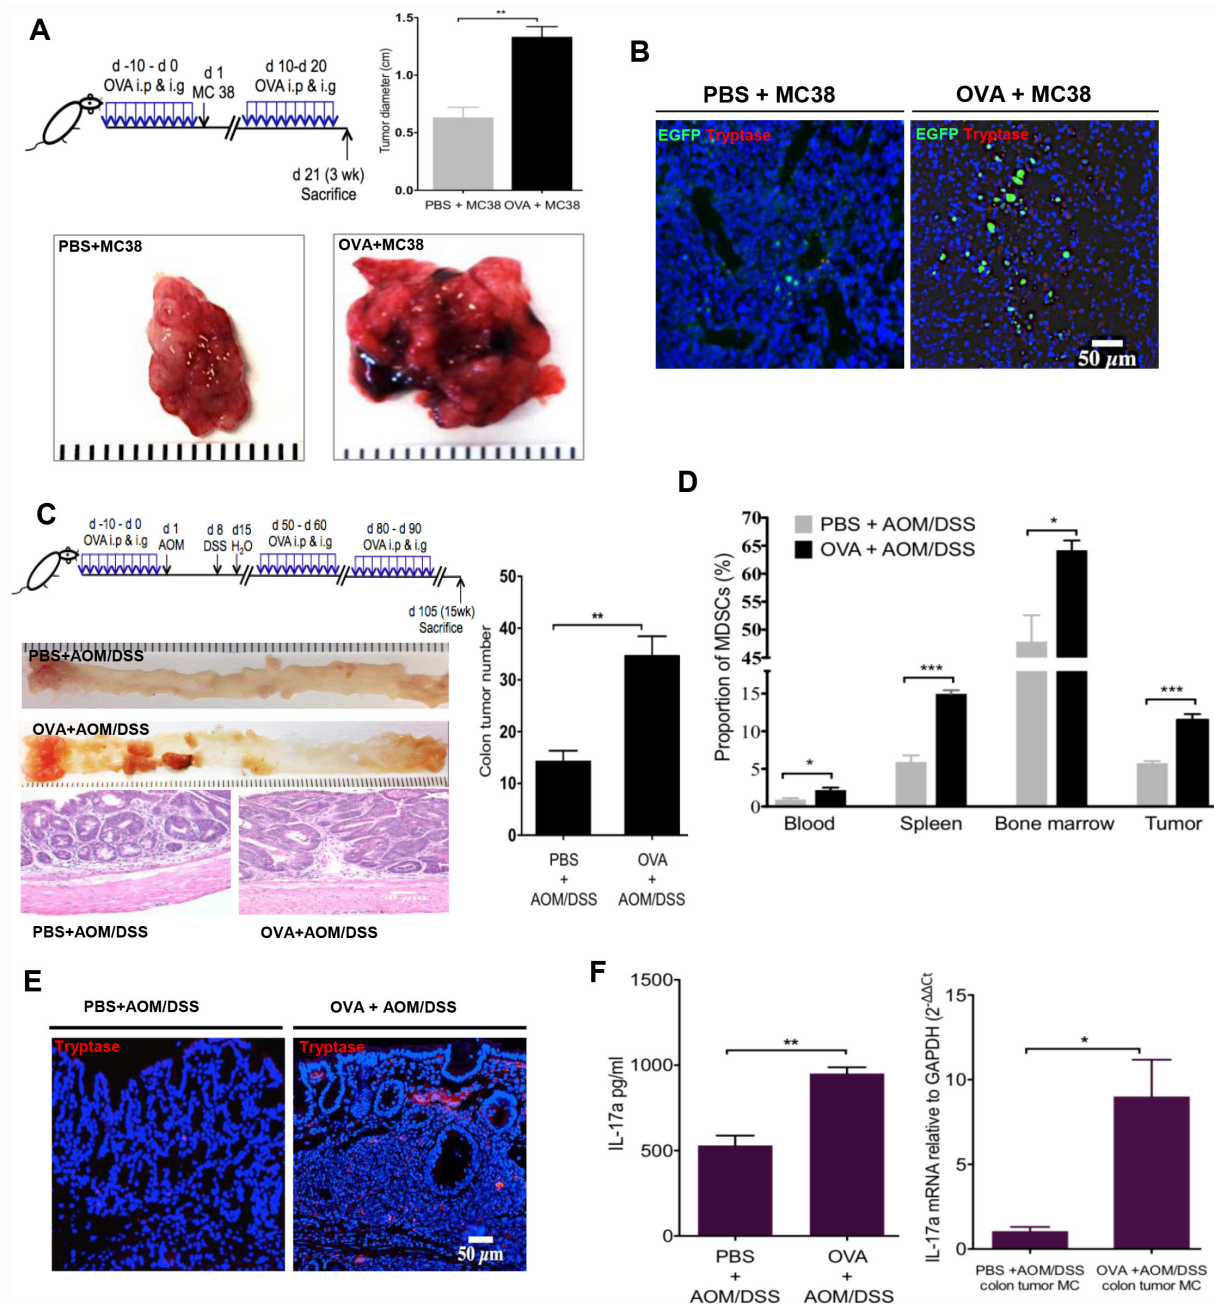 A
d -10 - d 0
OVA i.p & i.g
d 1
MC 38
d 10-d 20
OVA i.p & i.g
d 21 (3 wk)
Sacrifice
Tumor diameter (cm)
1.5
1.0
0.5
0.0
**
PBS + MC38 OVA + MC38
PBS+MC38
OVA+MC38
B
PBS + MC38
OVA + MC38
EGFP Tryptase
EGFP Tryptase
50 µm
C
d -10 - d 0
OVA i.p & i.g
d 1
AOM
d 8
DSS
d15
H2O
d 50 - d 60
OVA i.p & i.g
d 80 - d 90
OVA i.p & i.g
d 105 (15wk)
Sacrifice
PBS+AOM/DSS
OVA+AOM/DSS
PBS+AOM/DSS
OVA+AOM/DSS
Colon tumor number
50
40
30
20
10
0
**
PBS
+
AOM/DSS
OVA
+
AOM/DSS
D
Proportion of MDSCs (%)
70
65
60
55
50
45
15
10
5
0
PBS + AOM/DSS
OVA + AOM/DSS
*
***
*
***
Blood
Spleen
Bone marrow
Tumor
E
PBS+AOM/DSS
OVA + AOM/DSS
Tryptase
Tryptase
50 µm
F
IL-17a pg/ml
1500
1000
500
0
**
PBS
+
AOM/DSS
OVA
+
AOM/DSS
IL-17a mRNA relative to GAPDH (2^-ΔΔCt
15
10
5
0
*
PBS +AOM/DSS
colon tumor MC
OVA +AOM/DSS
colon tumor MC